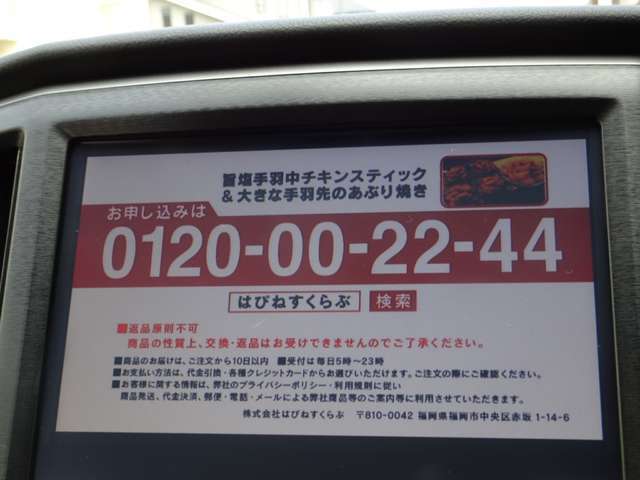 旨塩手羽中チキンスティック
&大きな手羽先のあぶり焼き
お申し込みは
0120-00-22-44
はぴねすくらぶ 検索
■返品原則不可
商品の性質上、交換・返品はお受けできませんのでご了承ください。
■商品のお届けは、ご注文から10日以内 ■受付は毎日5時~23時
■お支払い方法は、代金引換・各種クレジットカードからお選びいただけます。ご注文の際にご確認ください。
■お客様に関する情報は、弊社のプライバシーポリシー・利用規則に従い
商品発送、代金決済、郵便・電話・メールによる弊社商品等のご案内等に利用させていただきます。
株式会社はぴねすくらぶ 〒810-0042 福岡県福岡市中央区赤坂 1-14-6